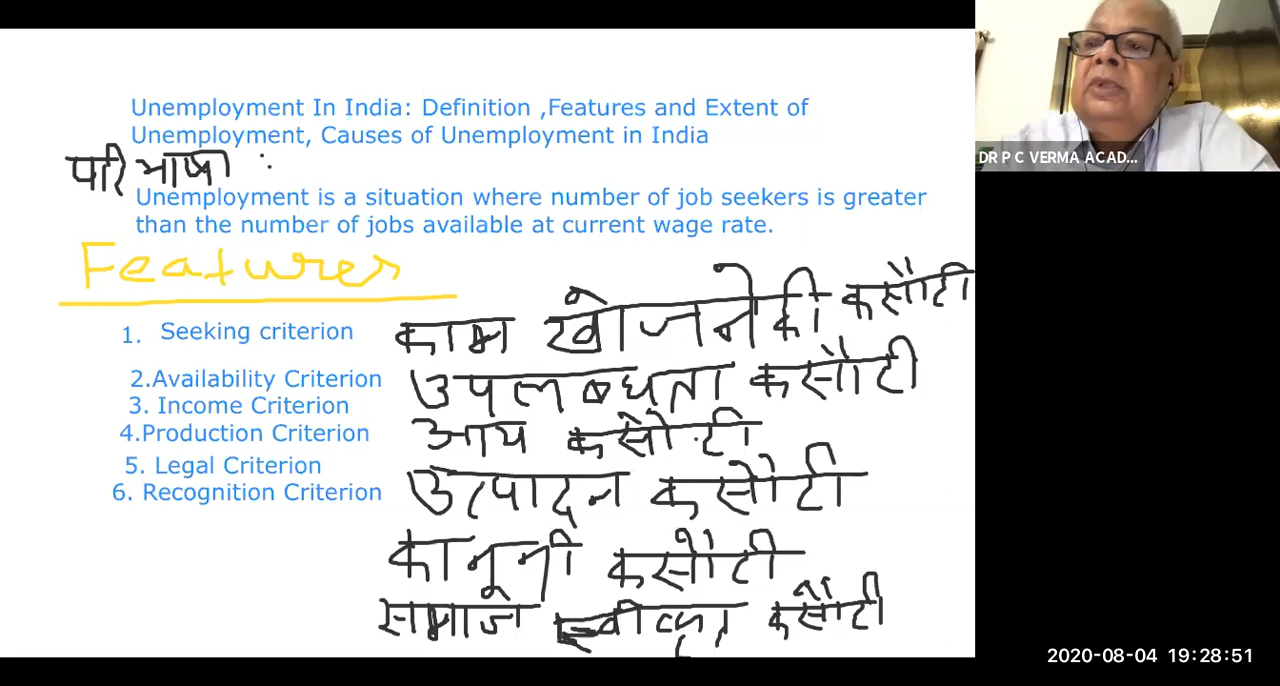 Unemployment In India: Definition ,Features and Extent of
Unemployment, Causes of Unemployment in India
परिभाषा :
Unemployment is a situation where number of job seekers is greater
than the number of jobs available at current wage rate.
Features
1. Seeking criterion काम खोजने की कसौटी
2.Availability Criterion उपलब्धता कसौटी
3. Income Criterion आय कसौटी
4.Production Criterion उत्पादन कसौटी
5. Legal Criterion कानूनी कसौटी
6. Recognition Criterion समाज कसौटी
DR P C VERMA ACAD...
2020-08-04 19:28:51